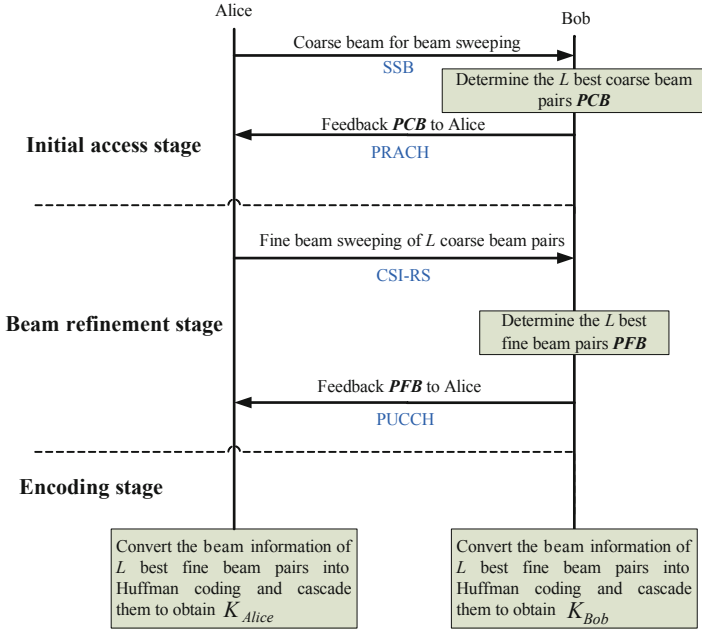 Alice
Bob
Coarse beam for beam sweeping
SSB
Determine the L best coarse beam
pairs PCB
Feedback PCB to Alice
PRACH
Initial access stage
Fine beam sweeping of L coarse beam pairs
CSI-RS
Beam refinement stage
Determine the L best
fine beam pairs PFB
Feedback PFB to Alice
PUCCH
Encoding stage
Convert the beam information of
L best fine beam pairs into
Huffman coding and cascade
them to obtain K Alice
Convert the beam information of
L best fine beam pairs into
Huffman coding and cascade
them to obtain K Bob